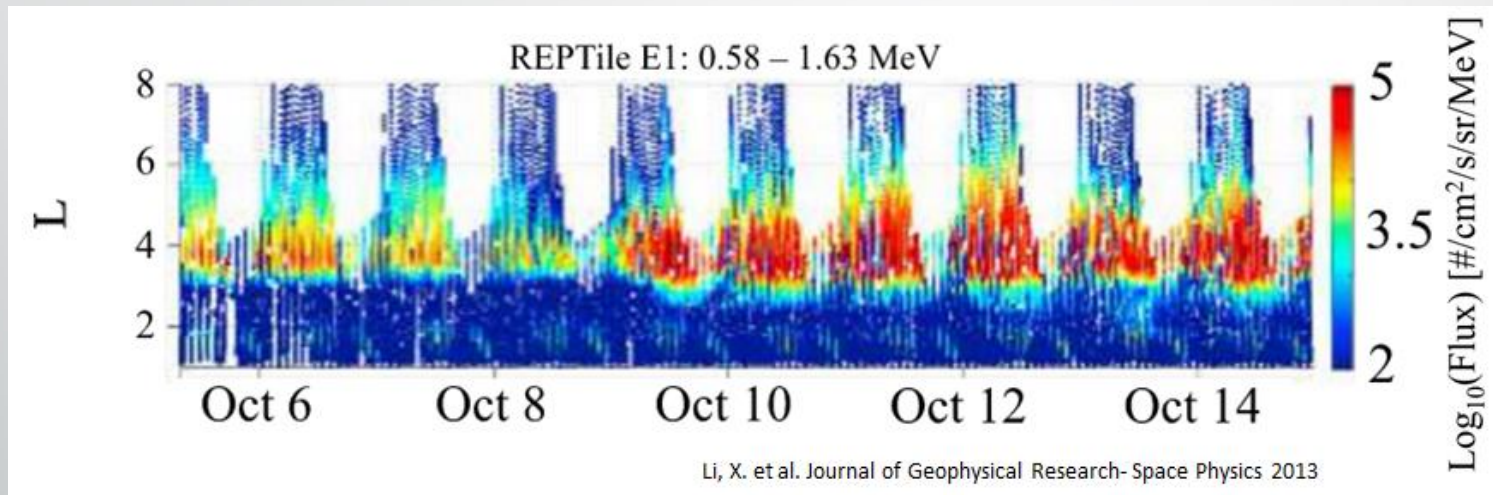 REPTile E1: 0.58 – 1.63 MeV
L
8
6
4
2
Oct 6 Oct 8 Oct 10 Oct 12 Oct 14
5
3.5
2
Log₁₀(Flux) [#/cm²/s/sr/MeV]
Li, X. et al. Journal of Geophysical Research- Space Physics 2013